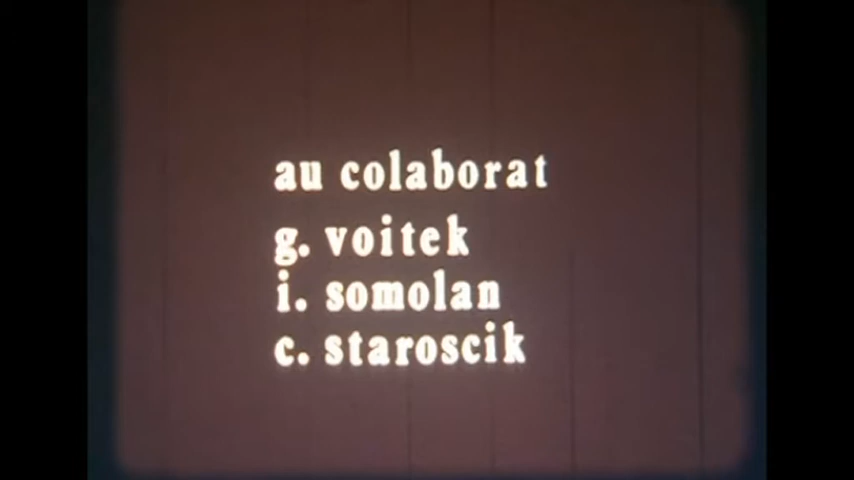 au colaborat
g. voitek
i. somolan
c. staroscik